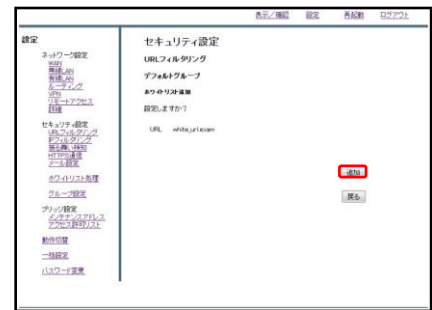 表示/確認 設定 再起動 ログアウト
設定
ネットワーク設定
WAN
無線LAN
有線LAN
ルーティング
VPN
リモートアクセス
詳細
セキュリティ設定
URLフィルタリング
IPフィルタリング
振る舞い検知
HTTPS通信
メール設定
ホワイトリスト処理
グループ設定
ブリッジ設定
メンテナンスアドレス
アクセス許可リスト
動作切替
一括設定
パスワード変更
セキュリティ設定
URLフィルタリング
デフォルトグループ
ホワイトリスト追加
設定しますか?
URL white.url.exam
追加
戻る